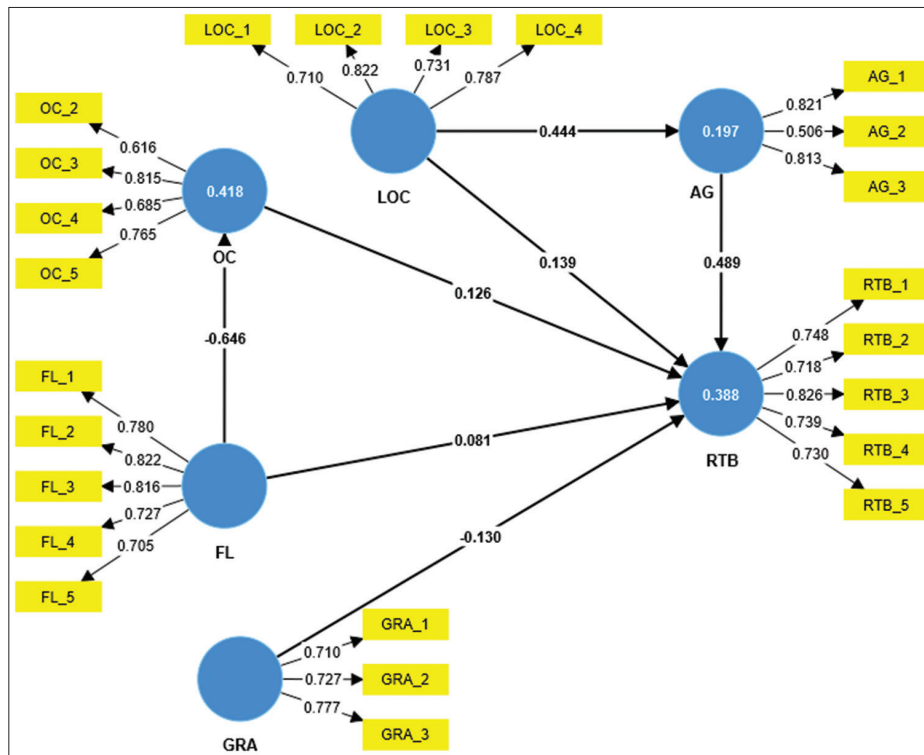 LOC_1
LOC_2
LOC_3
LOC_4
0.710
0.822
0.731
0.787
LOC
OC_2
OC_3
OC_4
OC_5
0.616
0.815
0.685
0.765
0.418
OC
0.444
0.197
AG
0.821
0.506
0.813
AG_1
AG_2
AG_3
0.139
0.126
0.489
-0.646
FL_1
FL_2
FL_3
FL_4
FL_5
0.780
0.822
0.816
0.727
0.705
FL
0.081
-0.130
0.388
RTB
0.748
0.718
0.826
0.739
0.730
RTB_1
RTB_2
RTB_3
RTB_4
RTB_5
GRA
0.710
0.727
0.777
GRA_1
GRA_2
GRA_3